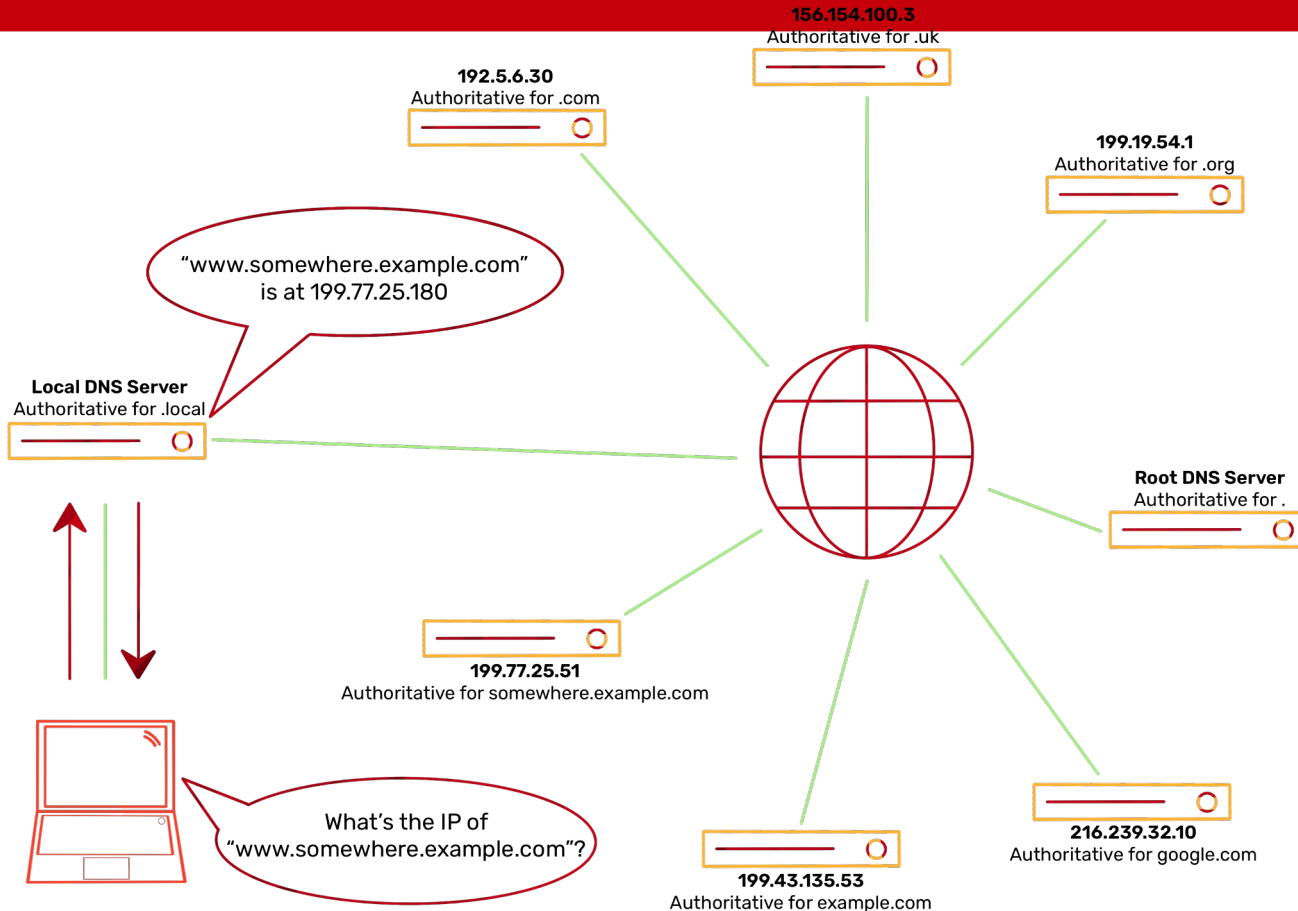 156.154.100.3
Authoritative for .uk
192.5.6.30
Authoritative for .com
199.19.54.1
Authoritative for .org
“www.somewhere.example.com”
is at 199.77.25.180
Local DNS Server
Authoritative for .local
Root DNS Server
Authoritative for .
199.77.25.51
Authoritative for somewhere.example.com
What’s the IP of
“www.somewhere.example.com”?
216.239.32.10
Authoritative for google.com
199.43.135.53
Authoritative for example.com